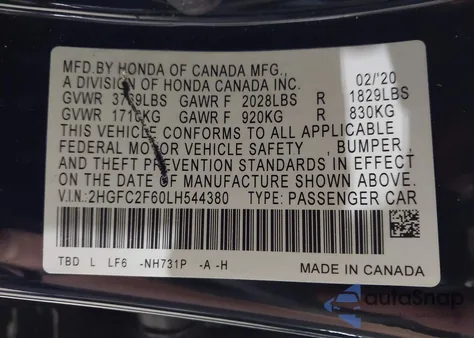 MFD.BY HONDA OF CANADA MFG.,
A DIVISION OF HONDA CANADA INC. 02/'20
GVWR 3789LBS GAWR F 2028LBS R 1829LBS
GVWR 1716KG GAWR F 920KG R 830KG
THIS VEHICLE CONFORMS TO ALL APPLICABLE
FEDERAL MOTOR VEHICLE SAFETY , BUMPER ,
AND THEFT PREVENTION STANDARDS IN EFFECT
ON THE DATE OF MANUFACTURE SHOWN ABOVE.
V.I.N.:2HGFC2F60LH544380 TYPE: PASSENGER CAR
TBD L LF6 -NH731P -A -H MADE IN CANADA
autoSnap